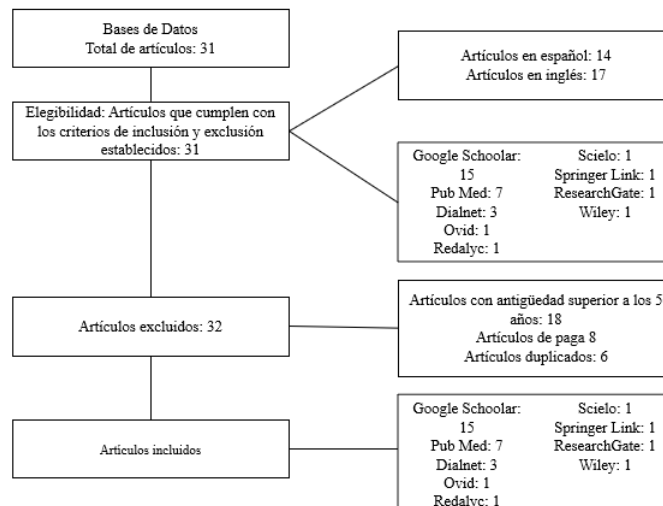 Bases de Datos
Total de artículos: 31
Artículos en español: 14
Artículos en inglés: 17
Elegibilidad: Artículos que cumplen con
los criterios de inclusión y exclusión
establecidos: 31
Google Schoolar:
15
Pub Med: 7
Dialnet: 3
Ovid: 1
Redalyc: 1
Scielo: 1
Springer Link: 1
ResearchGate: 1
Wiley: 1
Artículos excluidos: 32
Artículos con antigüedad superior a los 5
años: 18
Artículos de paga 8
Artículos duplicados: 6
Artículos incluidos
Google Schoolar:
15
Pub Med: 7
Dialnet: 3
Ovid: 1
Redalyc: 1
Scielo: 1
Springer Link: 1
ResearchGate: 1
Wiley: 1